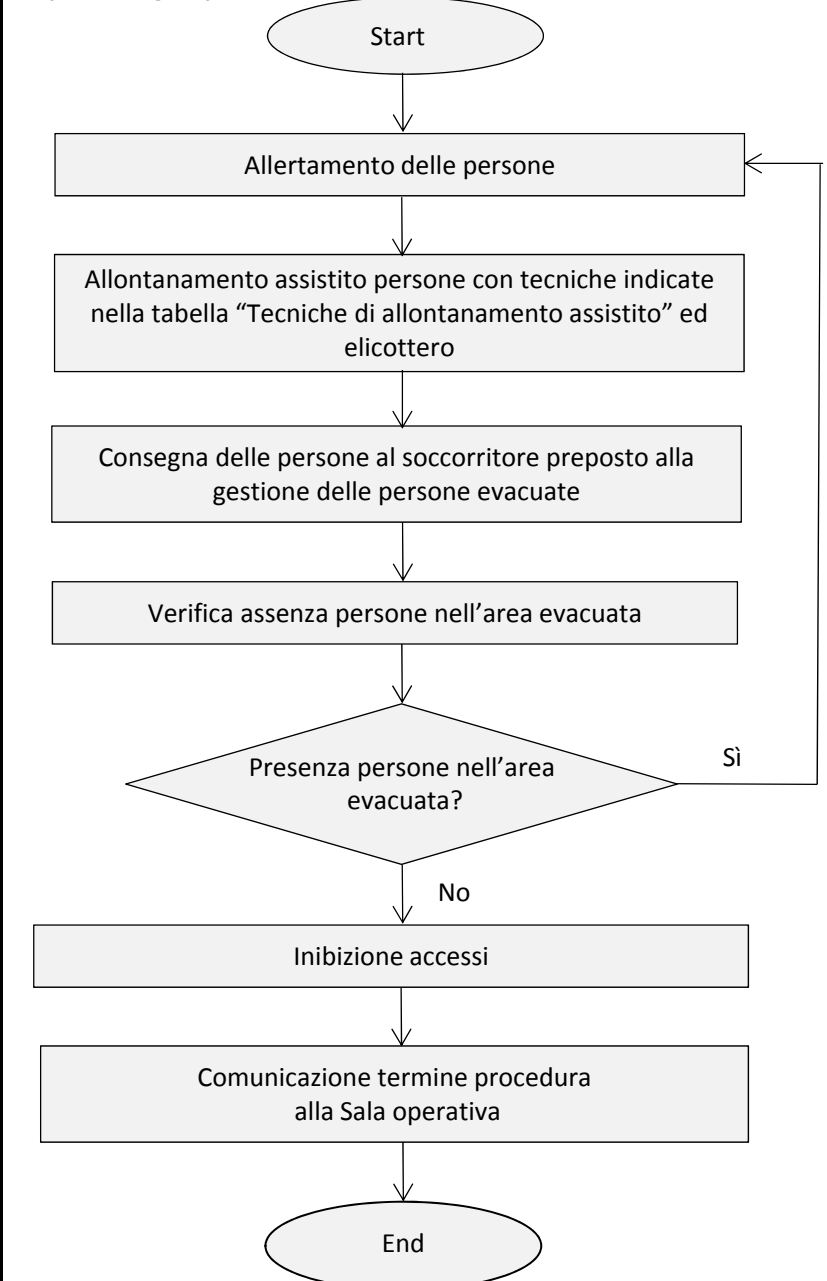 Start
Allertamento delle persone
Allontanamento assistito persone con tecniche indicate
nella tabella “Tecniche di allontanamento assistito” ed
elicottero
Consegna delle persone al soccorritore preposto alla
gestione delle persone evacuate
Verifica assenza persone nell’area evacuata
Presenza persone nell’area
evacuata?
Sì
No
Inibizione accessi
Comunicazione termine procedura
alla Sala operativa
End